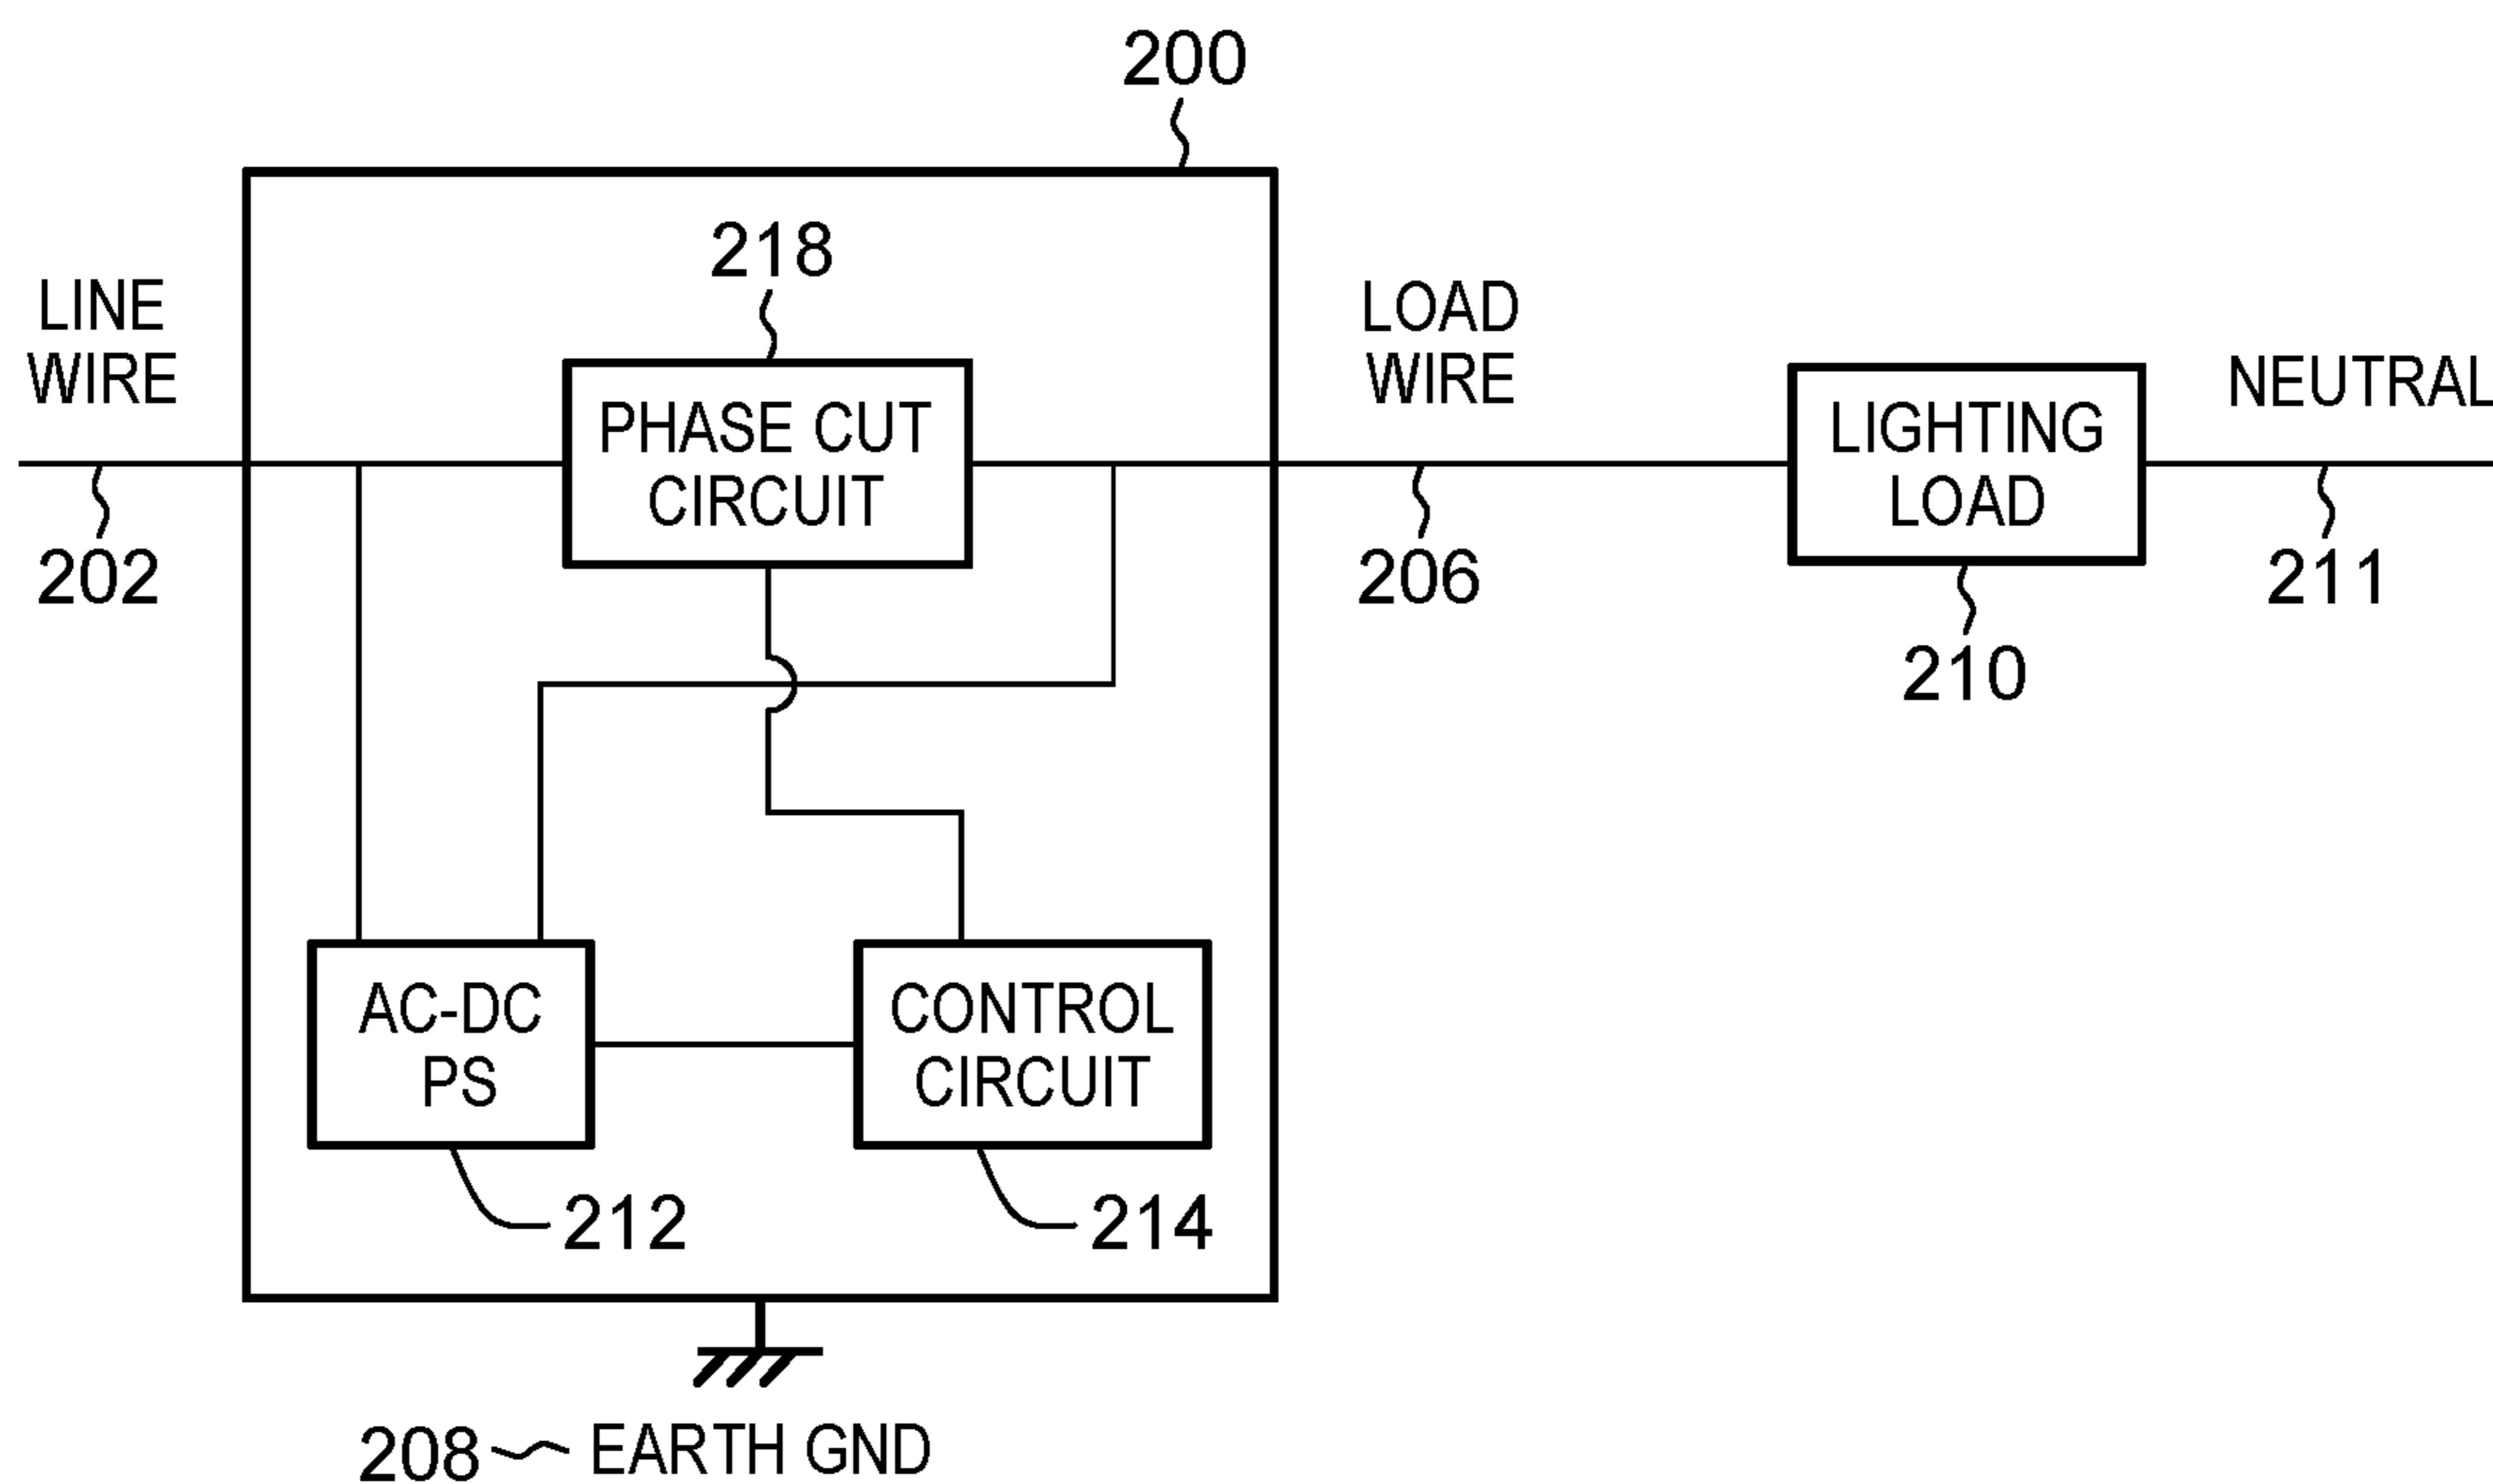 200
218
LINE
WIRE
LOAD
WIRE
NEUTRAL
PHASE CUT
CIRCUIT
LIGHTING
LOAD
202
206
211
210
AC-DC
PS
CONTROL
CIRCUIT
212
214
208 EARTH GND